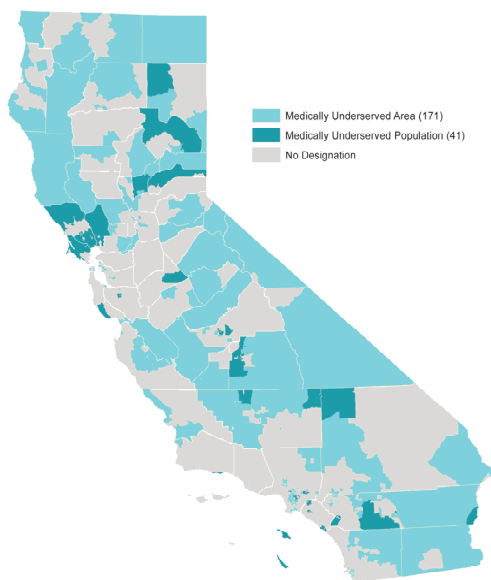 Medically Underserved Area (171)
Medically Underserved Population (41)
No Designation